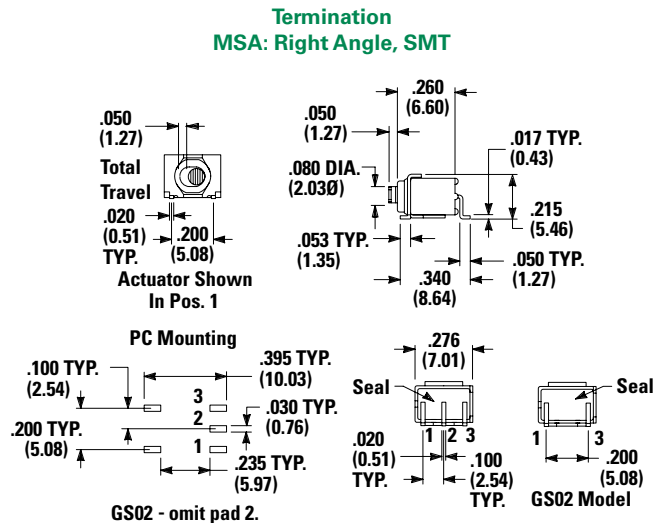 Termination
MSA: Right Angle, SMT
.050
(1.27)
Total
Travel
.020
(0.51)
TYP.
.200
(5.08)
Actuator Shown
In Pos. 1
.260
(6.60)
.050
(1.27)
.080 DIA.
(2.03Ø)
.017 TYP.
(0.43)
.215
(5.46)
.053 TYP.
(1.35)
.050 TYP.
(1.27)
.340
(8.64)
PC Mounting
.100 TYP.
(2.54)
.395 TYP.
(10.03)
3
2
1
.030 TYP.
(0.76)
.200 TYP.
(5.08)
.235 TYP.
(5.97)
GS02 - omit pad 2.
.276
(7.01)
Seal
1 2 3
.020
(0.51)
TYP.
.100
(2.54)
TYP.
Seal
1 3
.200
(5.08)
GS02 Model